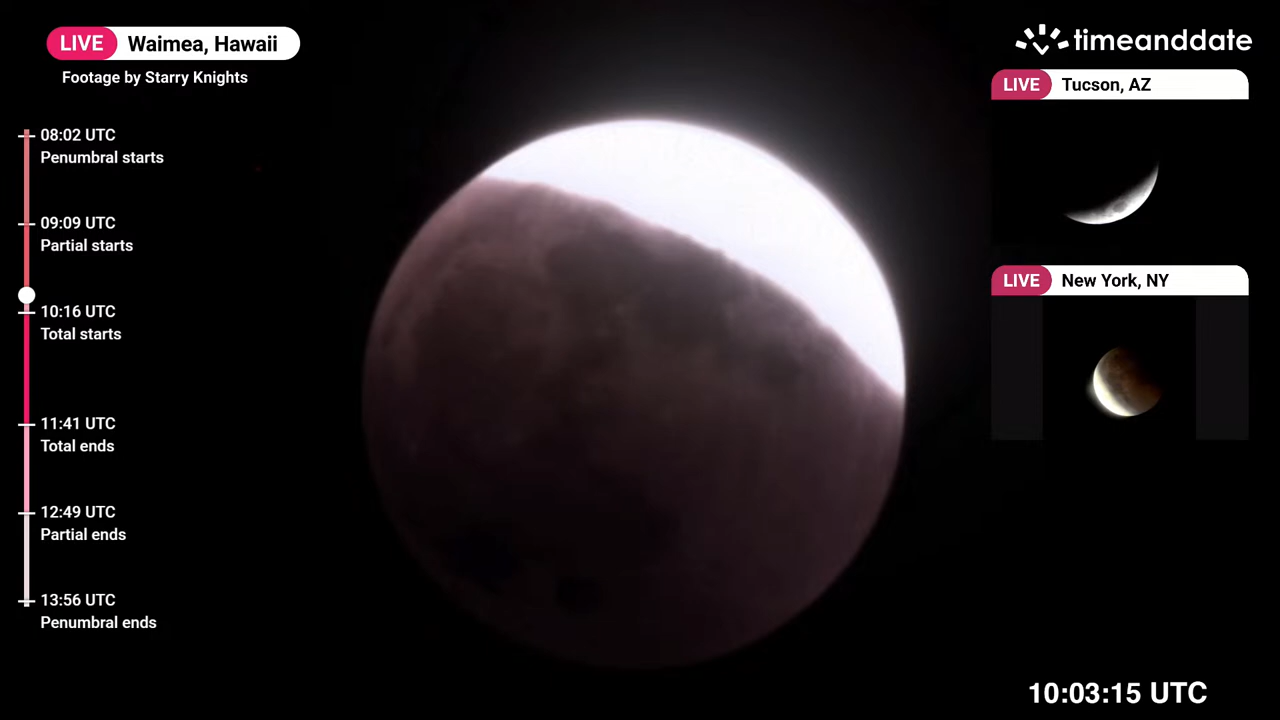 LIVE Waimea, Hawaii
Footage by Starry Knights
timeanddate
LIVE Tucson, AZ
08:02 UTC
Penumbral starts
09:09 UTC
Partial starts
LIVE New York, NY
10:16 UTC
Total starts
11:41 UTC
Total ends
12:49 UTC
Partial ends
13:56 UTC
Penumbral ends
10:03:15 UTC